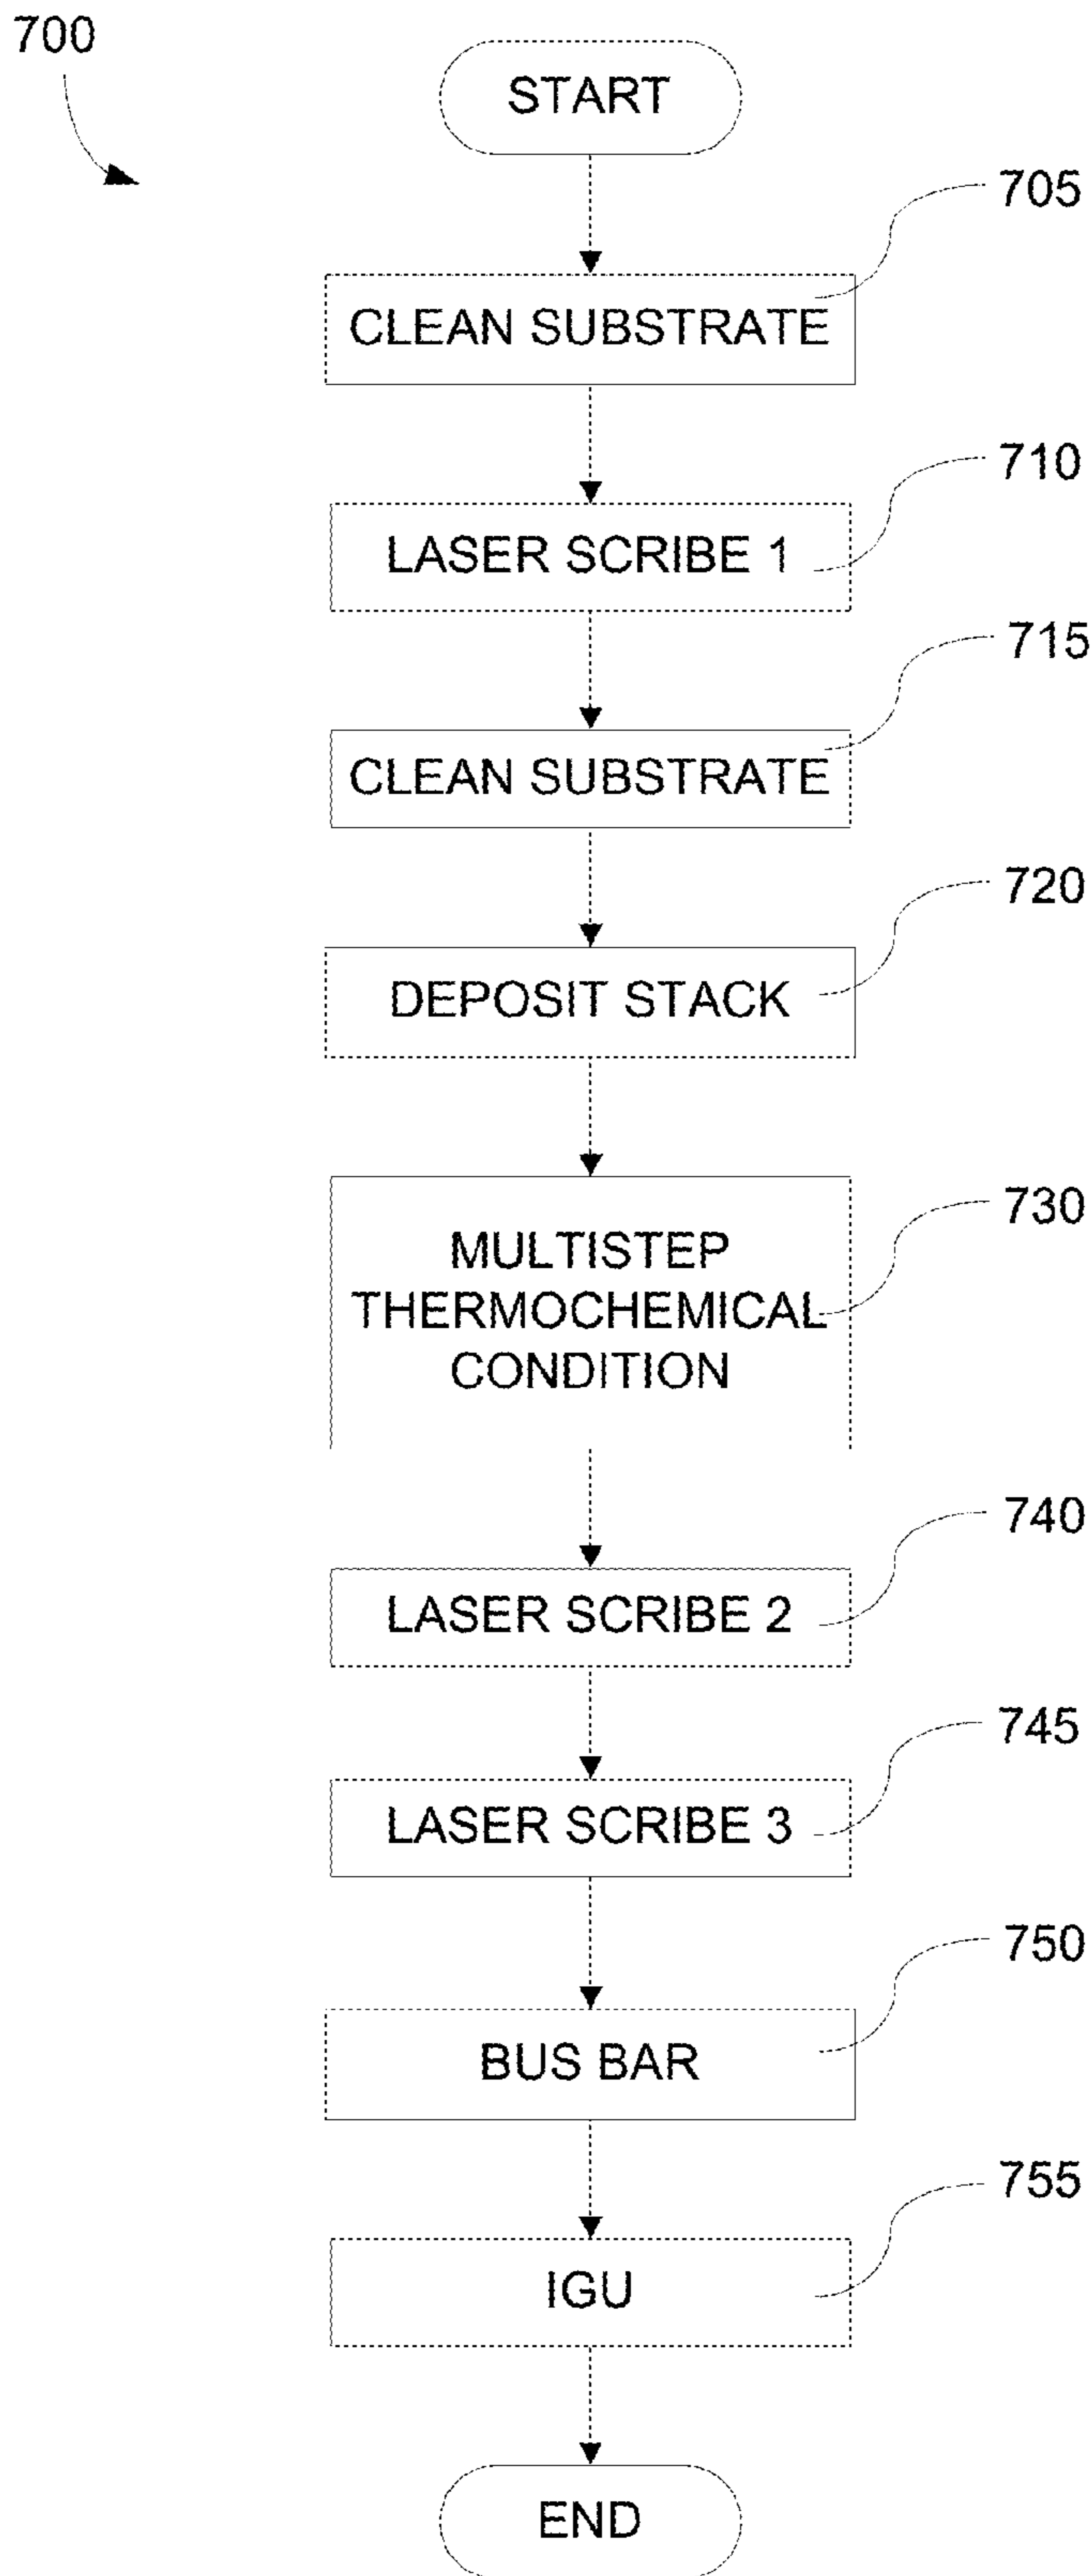 700
START
705
CLEAN SUBSTRATE
710
LASER SCRIBE 1
715
CLEAN SUBSTRATE
720
DEPOSIT STACK
730
MULTISTEP
THERMOCHEMICAL
CONDITION
740
LASER SCRIBE 2
745
LASER SCRIBE 3
750
BUS BAR
755
IGU
END